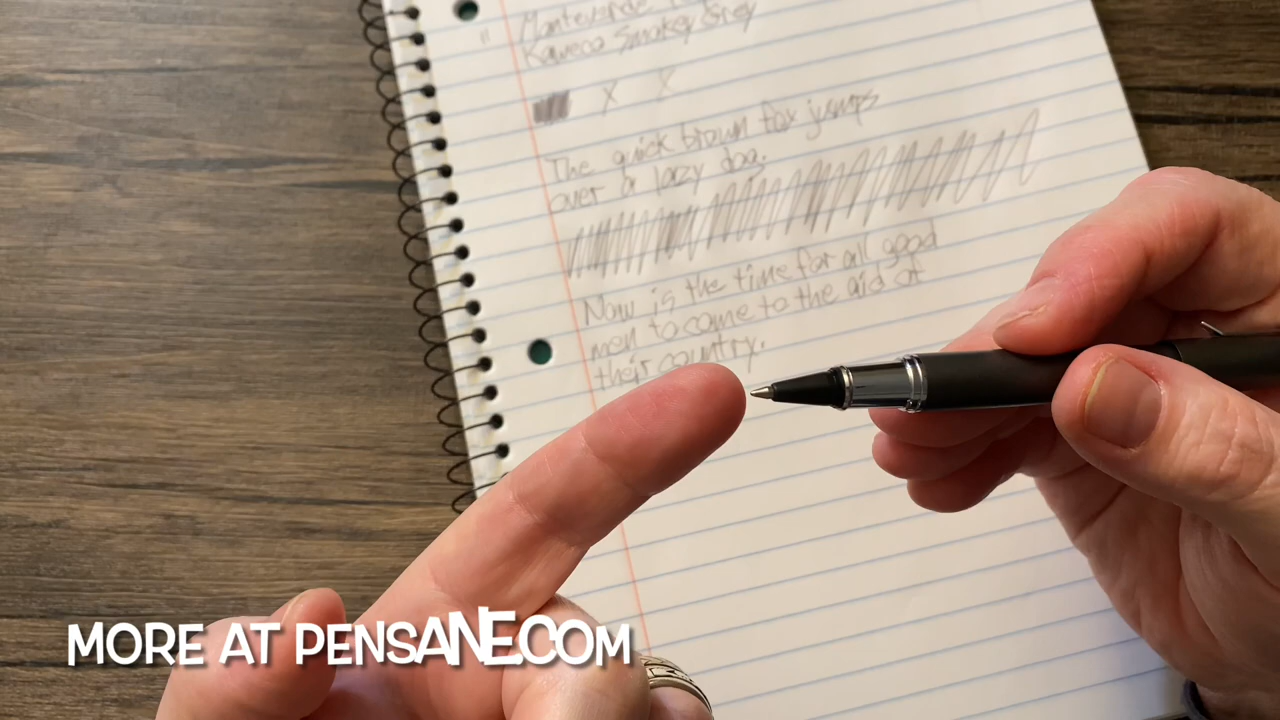 Monteverde
Kaweco Smokey Grey
X X
The quick brown fox jumps
over a lazy dog.
Now is the time for all good
men to come to the aid of
their country.
MORE AT PENSANE.COM